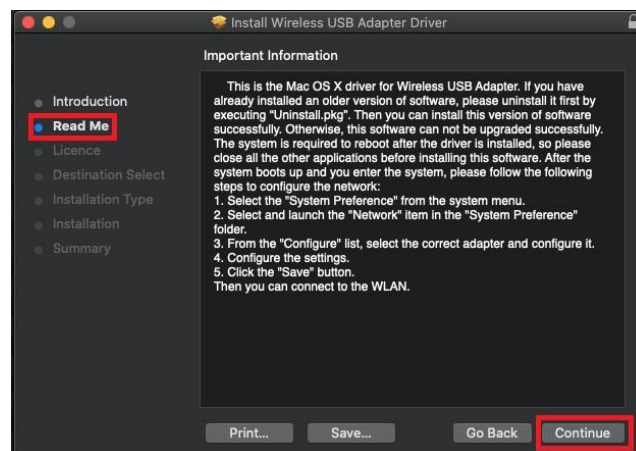 Install Wireless USB Adapter Driver
Important Information
Introduction
Read Me
Licence
Destination Select
Installation Type
Installation
Summary
This is the Mac OS X driver for Wireless USB Adapter. If you have
already installed an older version of software, please uninstall it first by
executing "Uninstall.pkg". Then you can install this version of software
successfully. Otherwise, this software can not be upgraded successfully.
The system is required to reboot after the driver is installed, so please
close all the other applications before installing this software. After the
system boots up and you enter the system, please follow the following
steps to configure the network:
1. Select the "System Preference" from the system menu.
2. Select and launch the "Network" item in the "System Preference"
folder.
3. From the "Configure" list, select the correct adapter and configure it.
4. Configure the settings.
5. Click the "Save" button.
Then you can connect to the WLAN.
Print...
Save...
Go Back
Continue